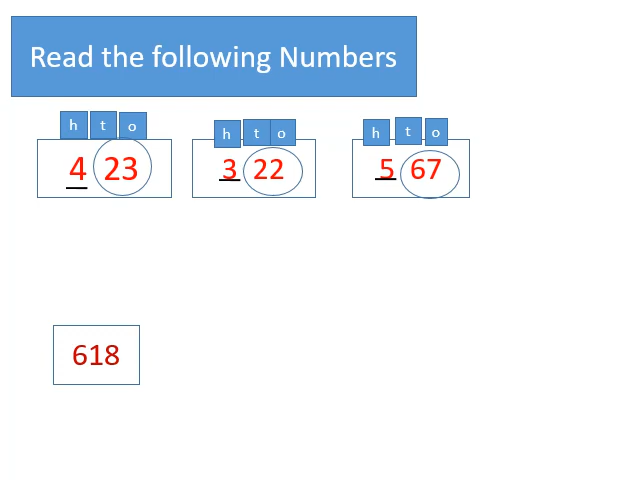 Read the following Numbers
h t o h t o h t o
4 23 3 22 5 67
618